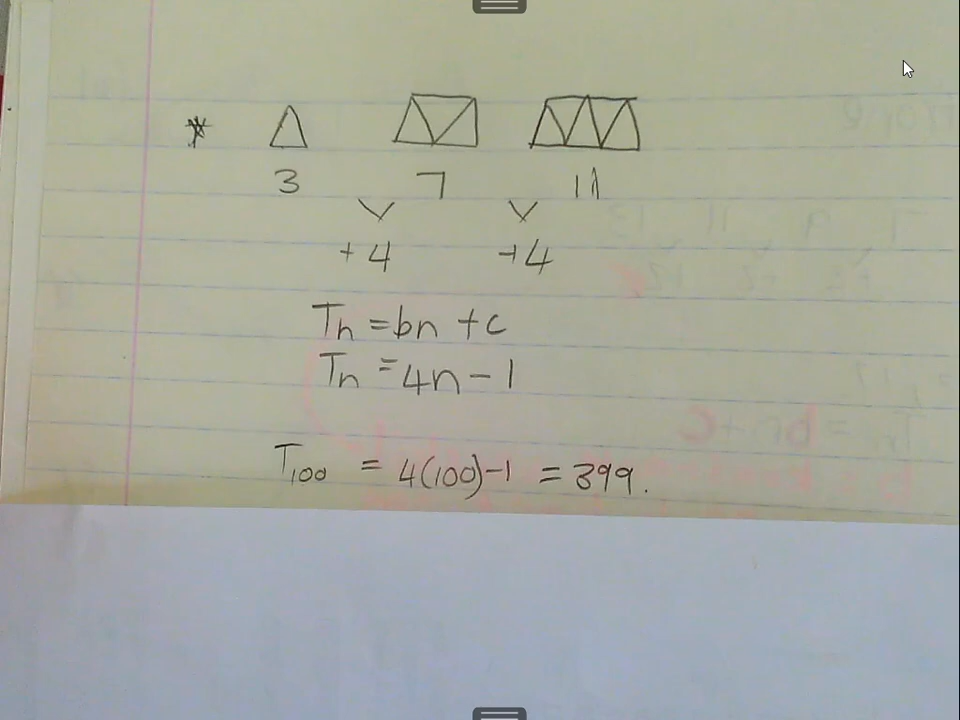 * 3 7 11
+4 +4
Tn = bn + c
Tn = 4n - 1
T100 = 4(100) - 1 = 399.